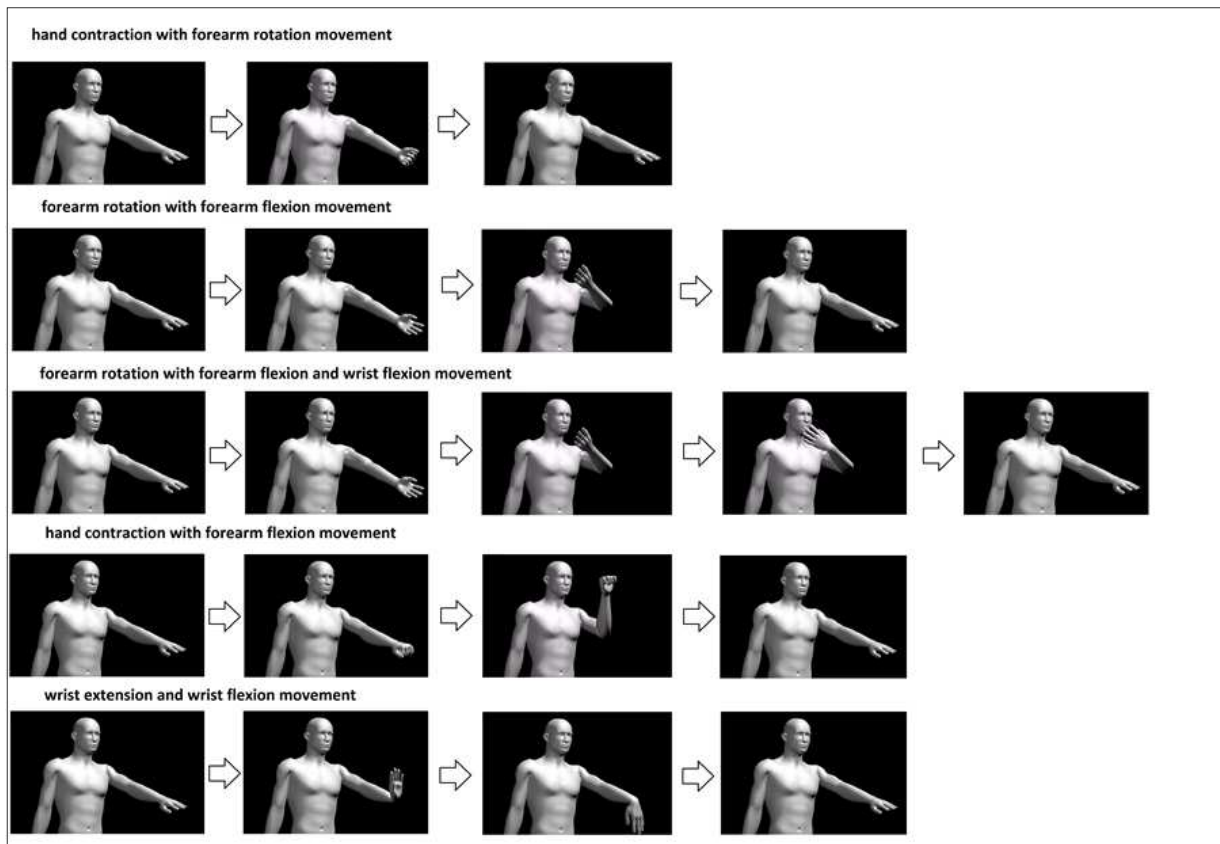 hand contraction with forearm rotation movement
forearm rotation with forearm flexion movement
forearm rotation with forearm flexion and wrist flexion movement
hand contraction with forearm flexion movement
wrist extension and wrist flexion movement